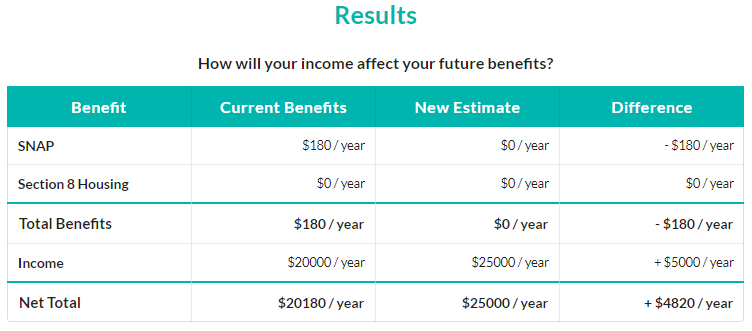 Results
How will your income affect your future benefits?
Benefit Current Benefits New Estimate Difference
SNAP $180 / year $0 / year - $180 / year
Section 8 Housing $0 / year $0 / year $0 / year
Total Benefits $180 / year $0 / year - $180 / year
Income $20000 / year $25000 / year + $5000 / year
Net Total $20180 / year $25000 / year + $4820 / year